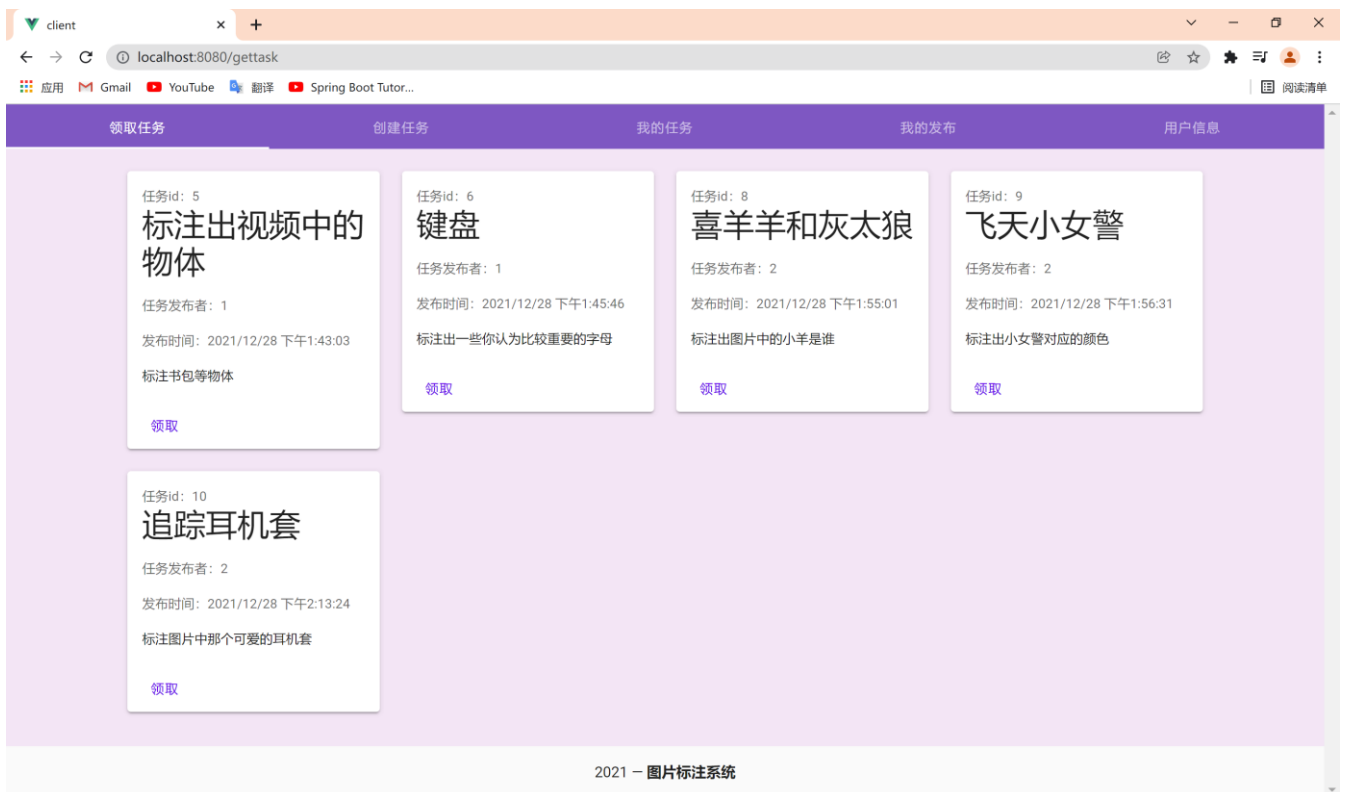 client
localhost:8080/gettask
应用 Gmail YouTube 翻译 Spring Boot Tutor... 阅读清单
领取任务 创建任务 我的任务 我的发布 用户信息
任务id：5
标注出视频中的
物体
任务发布者：1
发布时间：2021/12/28 下午1:43:03
标注书包等物体
领取
任务id：6
键盘
任务发布者：1
发布时间：2021/12/28 下午1:45:46
标注出一些你认为比较重要的字母
领取
任务id：8
喜羊羊和灰太狼
任务发布者：2
发布时间：2021/12/28 下午1:55:01
标注出图片中的小羊是谁
领取
任务id：9
飞天小女警
任务发布者：2
发布时间：2021/12/28 下午1:56:31
标注出小女警对应的颜色
领取
任务id：10
追踪耳机套
任务发布者：2
发布时间：2021/12/28 下午2:13:24
标注图片中那个可爱的耳机套
领取
2021 — 图片标注系统